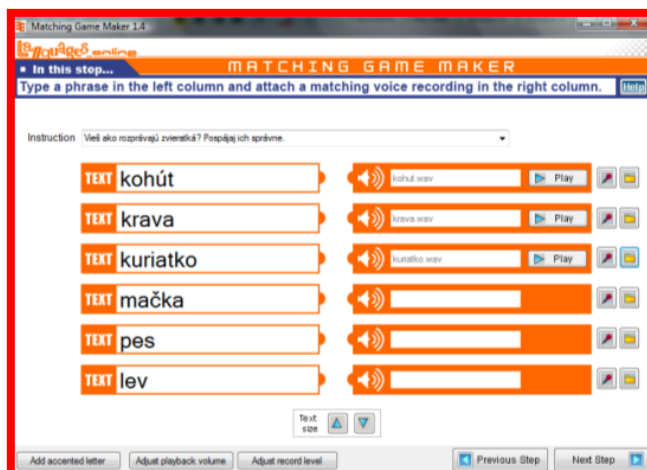 Matching Game Maker 1.4
Languages online
In this step... MATCHING GAME MAKER
Type a phrase in the left column and attach a matching voice recording in the right column. Help
Instruction Vieš ako rozprávajú zvieratká? Pospájaj ich správne.
TEXT kohút kohut.wav Play
TEXT krava krava.wav Play
TEXT kuriatko kuriatko.wav Play
TEXT mačka
TEXT pes
TEXT lev
Text
size
Add accented letter Adjust playback volume Adjust record level Previous Step Next Step